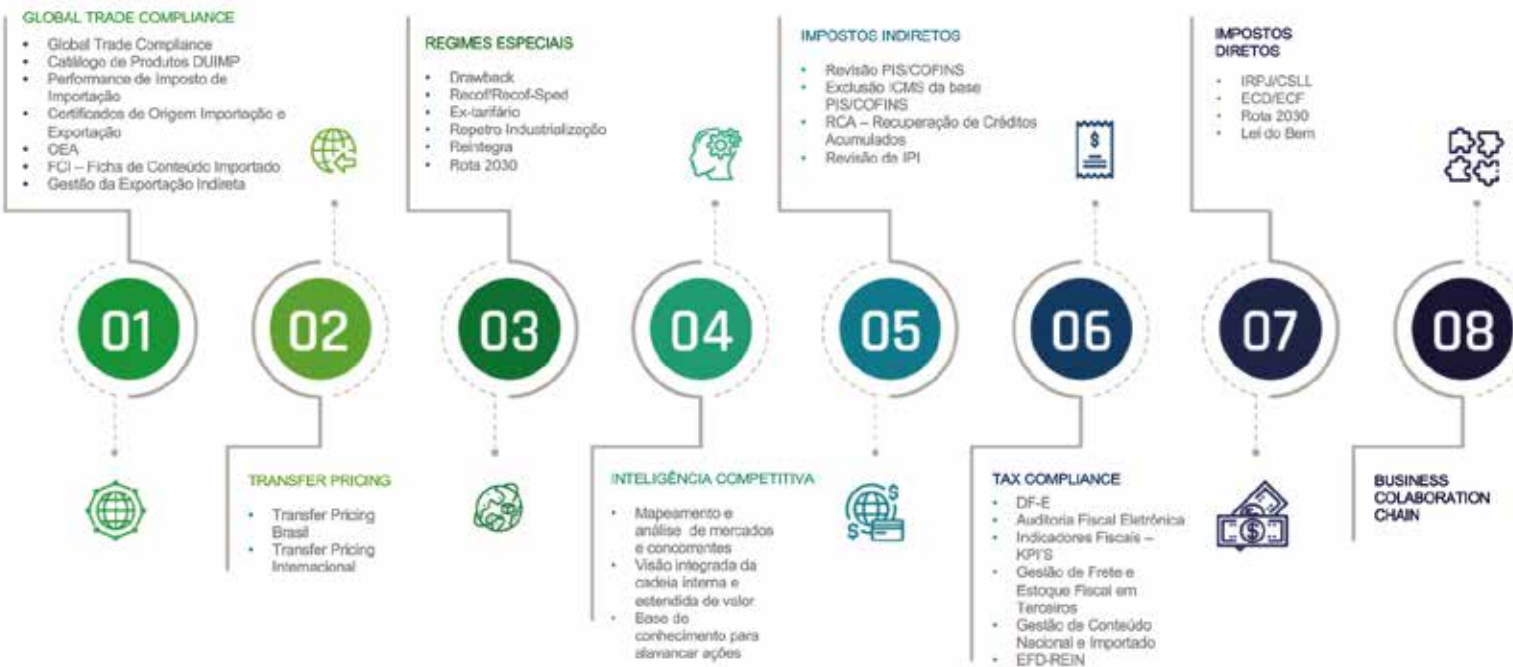 GLOBAL TRADE COMPLIANCE
• Global Trade Compliance
• Catálogo de Produtos DUIMP
• Performance de Imposto de
Importação
• Certificados de Origem Importação e
Exportação
• OEA
• FCI – Ficha de Conteúdo Importado
• Gestão da Exportação Indireta
REGIMES ESPECIAIS
• Drawback
• Recof/Recof-Sped
• Ex-tarifário
• Repetro Industrialização
• Reintegra
• Rota 2030
IMPOSTOS INDIRETOS
• Revisão PIS/COFINS
• Exclusão ICMS da base
PIS/COFINS
• RCA – Recuperação de Créditos
Acumulados
• Revisão de IPI
IMPOSTOS
DIRETOS
• IRPJ/CSLL
• ECD/ECF
• Rota 2030
• Lei do Bem
01
02
03
04
05
06
07
08
TRANSFER PRICING
• Transfer Pricing
Brasil
• Transfer Pricing
Internacional
INTELIGÊNCIA COMPETITIVA
• Mapeamento e
análise de mercados
e concorrentes
• Visão integrada da
cadeia interna e
estendida de valor
• Base de
conhecimento para
alavancar ações
TAX COMPLIANCE
• DF-E
• Auditoria Fiscal Eletrônica
• Indicadores Fiscais –
KPI'S
• Gestão de Frete e
Estoque Fiscal em
Terceiros
• Gestão de Conteúdo
Nacional e Importado
• EFD-REIN
BUSINESS
COLABORATION
CHAIN